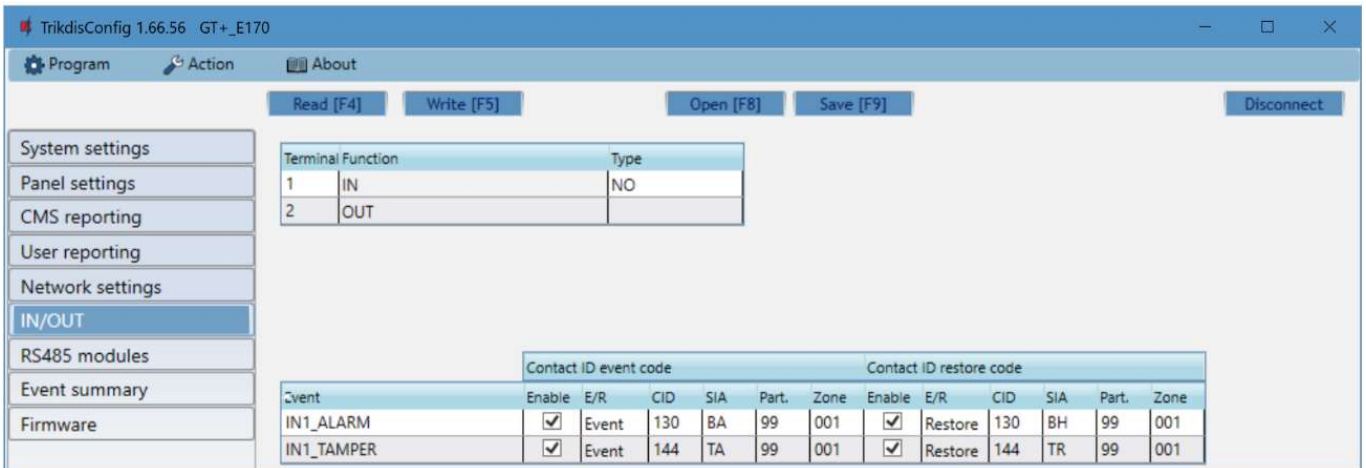 TrikdisConfig 1.66.56 GT+_E170
Program Action About
Read [F4] Write [F5] Open [F8] Save [F9] Disconnect
System settings
Panel settings
CMS reporting
User reporting
Network settings
IN/OUT
RS485 modules
Event summary
Firmware
Terminal Function Type
1 IN NO
2 OUT
Contact ID event code Contact ID restore code
Event Enable E/R CID SIA Part. Zone Enable E/R CID SIA Part. Zone
IN1_ALARM Event 130 BA 99 001 Restore 130 BH 99 001
IN1_TAMPER Event 144 TA 99 001 Restore 144 TR 99 001